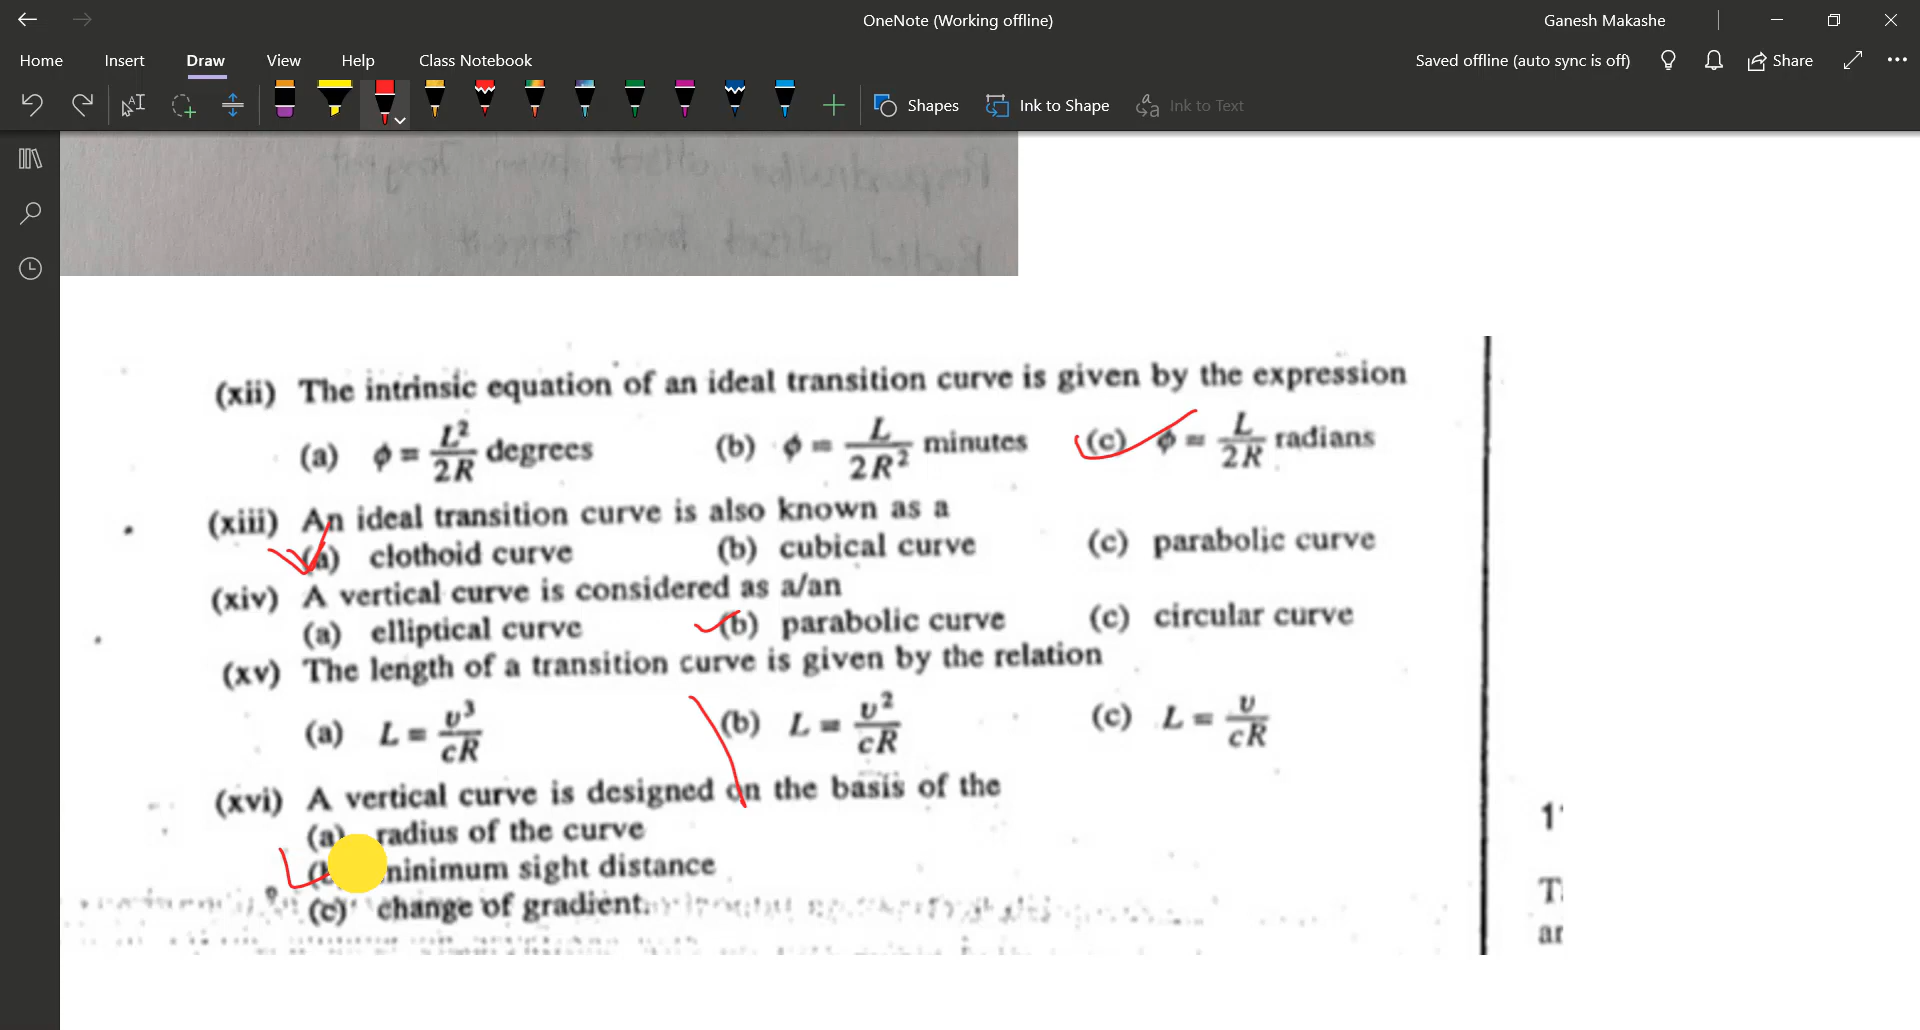 OneNote (Working offline)
Ganesh Makashe
Home Insert Draw View Help Class Notebook
Saved offline (auto sync is off) Share
Shapes Ink to Shape Ink to Text
(xii) The intrinsic equation of an ideal transition curve is given by the expression
(a) ϕ = L²/2R degrees (b) ϕ = L/2R² minutes (c) ϕ = L/2R radians
(xiii) An ideal transition curve is also known as a
(a) clothoid curve (b) cubical curve (c) parabolic curve
(xiv) A vertical curve is considered as a/an
(a) elliptical curve (b) parabolic curve (c) circular curve
(xv) The length of a transition curve is given by the relation
(a) L = v³/cR (b) L = v²/cR (c) L = v/cR
(xvi) A vertical curve is designed on the basis of the
(a) radius of the curve
minimum sight distance
(c) change of gradient.